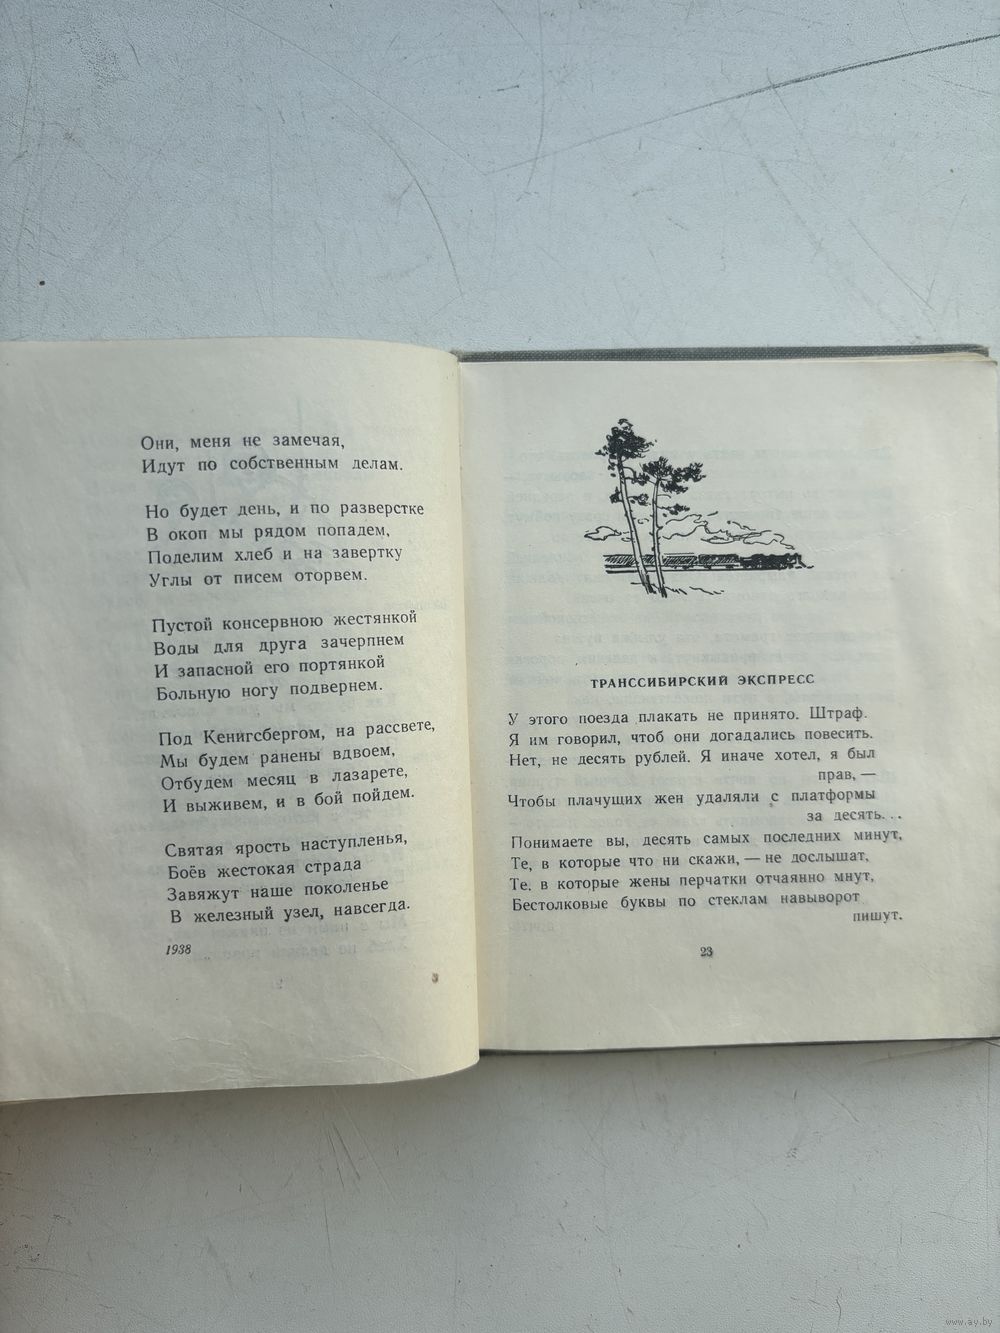 Они, меня не замечая,
Идут по собственным делам.
Но будет день, и по разверстке
В окоп мы рядом попадем,
Поделим хлеб и на завертку
Углы от писем оторвем.
Пустой консервною жестянкой
Воды для друга зачерпнем
И запасной его портянкой
Больную ногу подвернем.
Под Кенигсбергом, на рассвете,
Мы будем ранены вдвоем,
Отбудем месяц в лазарете,
И выживем, и в бой пойдем.
Святая ярость наступленья,
Боёв жестокая страда
Завяжут наше поколенье
В железный узел, навсегда.
1938
ТРАНССИБИРСКИЙ ЭКСПРЕСС
У этого поезда плакать не принято. Штраф.
Я им говорил, чтоб они догадались повесить.
Нет, не десять рублей. Я иначе хотел, я был
прав, —
Чтобы плачущих жен удаляли с платформы
за десять...
Понимаете вы, десять самых последних минут,
Те, в которые что ни скажи, — не дослышат,
Те, в которые жены перчатки отчаянно мнут,
Бестолковые буквы по стеклам навыворот
пишут.
23
www.ay.by